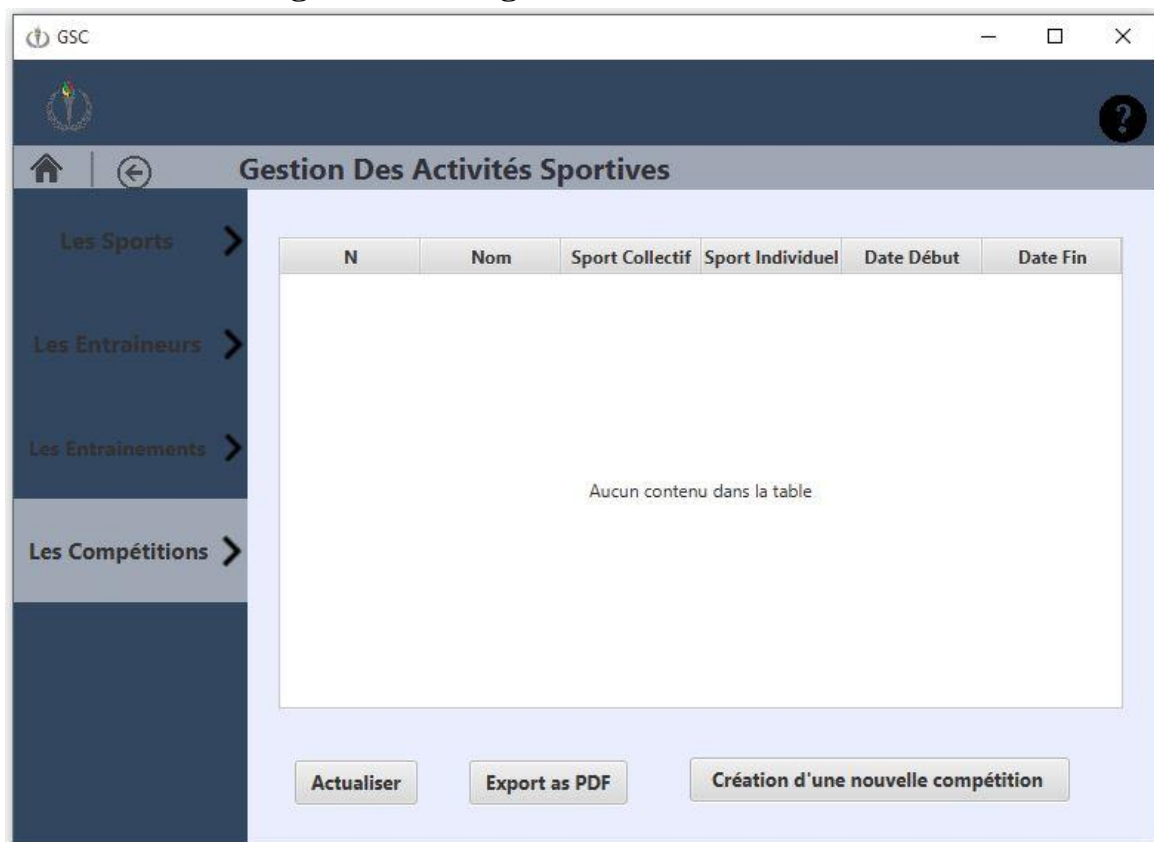 GSC
?
Gestion Des Activités Sportives
Les Sports
Les Entraineurs
Les Entrainements
Les Compétitions
N Nom Sport Collectif Sport Individuel Date Début Date Fin
Aucun contenu dans la table
Actualiser Export as PDF Création d'une nouvelle compétition